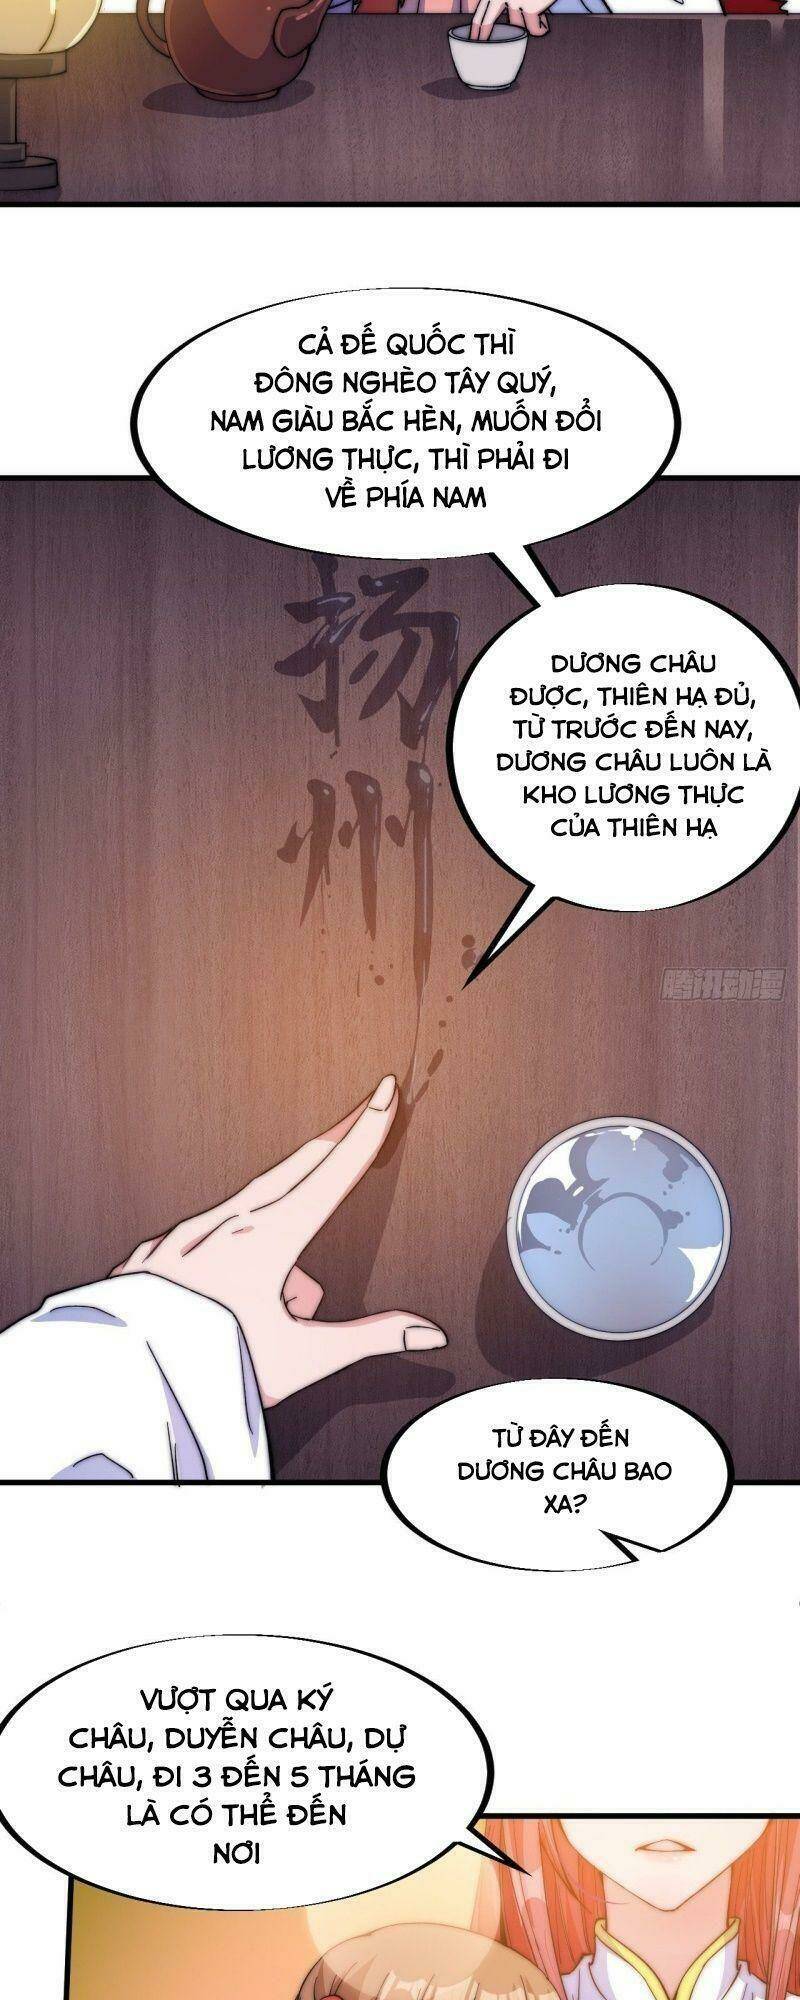 CẢ ĐẾ QUỐC THÌ
ĐÔNG NGHÈO TÂY QUÝ,
NAM GIÀU BẮC HÈN, MUỐN ĐỔI
LƯƠNG THỰC, THÌ PHẢI ĐI
VỀ PHÍA NAM
扬
州
DƯƠNG CHÂU
ĐƯỢC, THIÊN HẠ ĐỦ,
TỪ TRƯỚC ĐẾN NAY,
DƯƠNG CHÂU LUÔN LÀ
KHO LƯƠNG THỰC
CỦA THIÊN HẠ
腾讯动漫
TỪ ĐÂY ĐẾN
DƯƠNG CHÂU BAO
XA?
VƯỢT QUA KÝ
CHÂU, DUYỄN CHÂU, DỰ
CHÂU, ĐI 3 ĐẾN 5 THÁNG
LÀ CÓ THỂ ĐẾN
NƠI